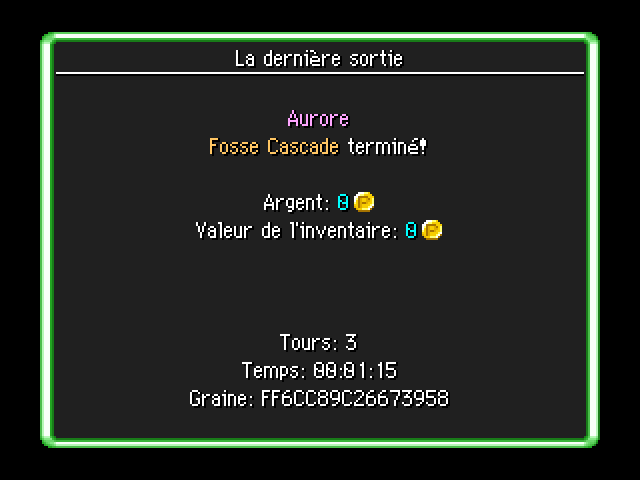 La dernière sortie
Aurore
Fosse Cascade terminé!
Argent: 0
Valeur de l'inventaire: 0
Tours: 3
Temps: 00:01:15
Graine: FF6CC89C26673958